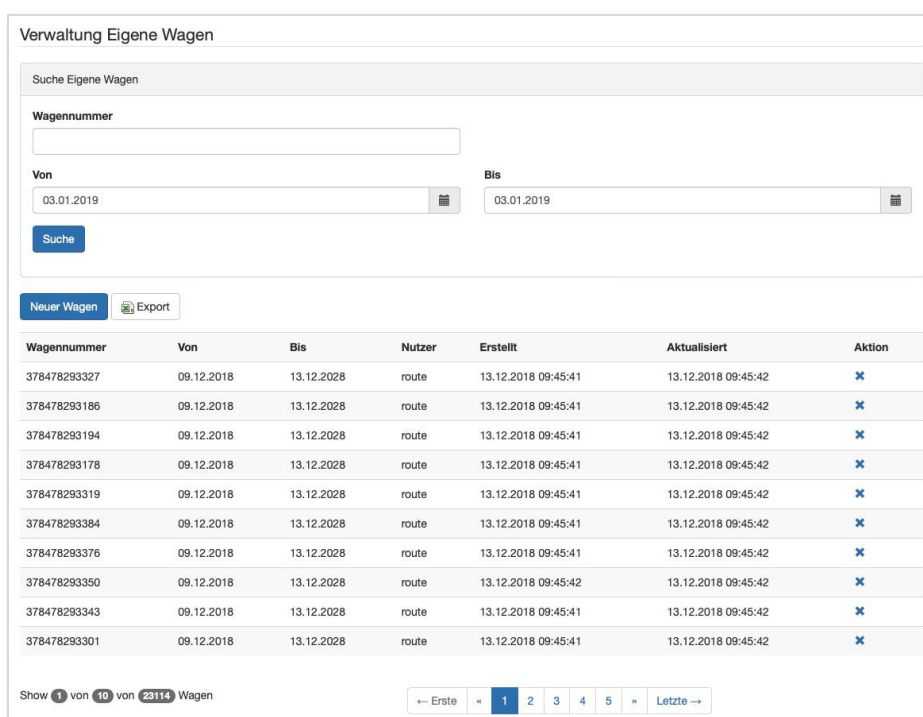 Verwaltung Eigene Wagen
Suche Eigene Wagen
Wagennummer
Von Bis
03.01.2019 03.01.2019
Suche
Neuer Wagen Export
Wagennummer Von Bis Nutzer Erstellt Aktualisiert Aktion
378478293327 09.12.2018 13.12.2028 route 13.12.2018 09:45:41 13.12.2018 09:45:42
378478293186 09.12.2018 13.12.2028 route 13.12.2018 09:45:41 13.12.2018 09:45:42
378478293194 09.12.2018 13.12.2028 route 13.12.2018 09:45:41 13.12.2018 09:45:42
378478293178 09.12.2018 13.12.2028 route 13.12.2018 09:45:41 13.12.2018 09:45:42
378478293319 09.12.2018 13.12.2028 route 13.12.2018 09:45:41 13.12.2018 09:45:42
378478293384 09.12.2018 13.12.2028 route 13.12.2018 09:45:41 13.12.2018 09:45:42
378478293376 09.12.2018 13.12.2028 route 13.12.2018 09:45:41 13.12.2018 09:45:42
378478293350 09.12.2018 13.12.2028 route 13.12.2018 09:45:42 13.12.2018 09:45:42
378478293343 09.12.2018 13.12.2028 route 13.12.2018 09:45:41 13.12.2018 09:45:42
378478293301 09.12.2018 13.12.2028 route 13.12.2018 09:45:41 13.12.2018 09:45:42
Show 1 von 10 von 23114 Wagen ← Erste « 1 2 3 4 5 » Letzte →